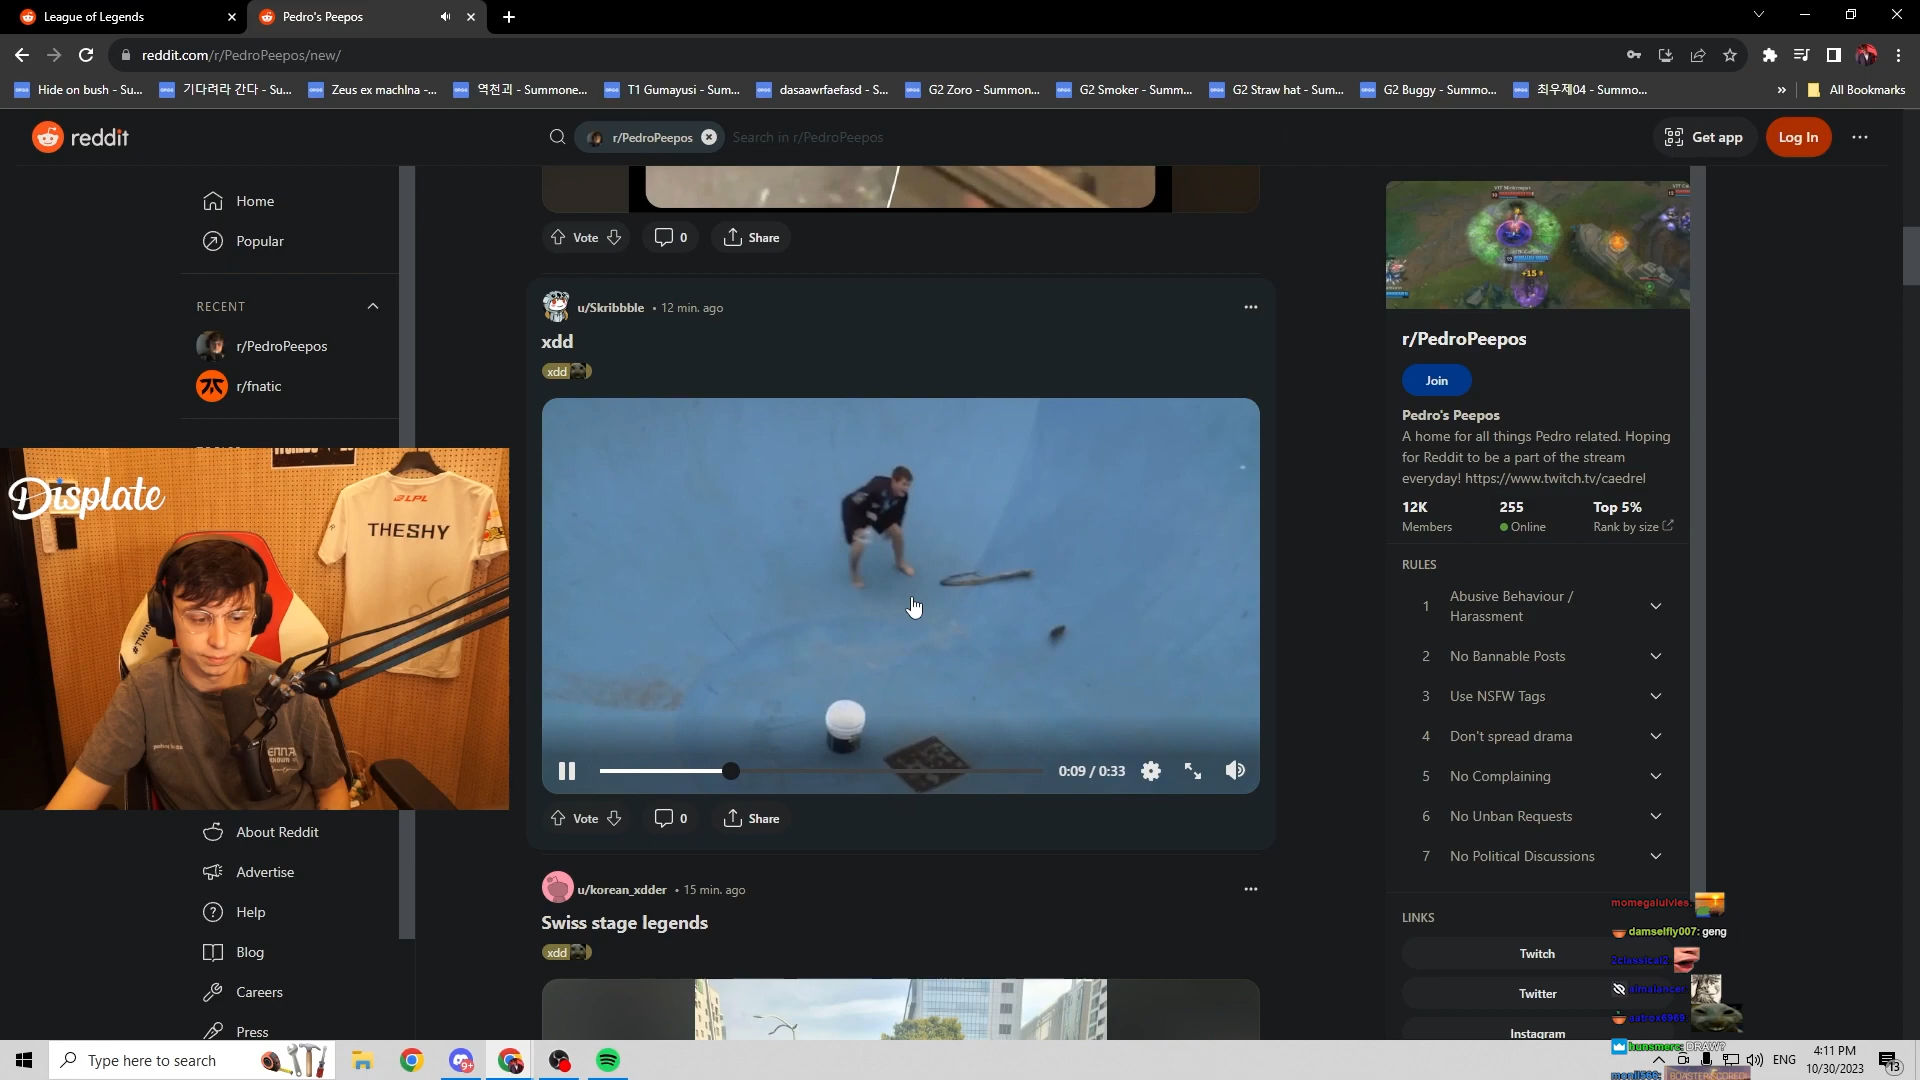 League of Legends
Pedro's Peepos
reddit.com/r/PedroPeepos/new/
Hide on bush - Su...
기다려라 간다 - Su...
Zeus ex machlna -...
역천괴 - Summone...
T1 Gumayusi - Sum...
dasaawrfaefasd - S...
G2 Zoro - Summon...
G2 Smoker - Summ...
G2 Straw hat - Sum...
G2 Buggy - Summo...
최우제04 - Summo...
»
All Bookmarks
reddit
r/PedroPeepos
Search in r/PedroPeepos
Get app
Log In
Home
Popular
RECENT
r/PedroPeepos
r/fnatic
Displate
LPL
THESHY
About Reddit
Advertise
Help
Blog
Careers
Press
Vote
0
Share
u/Skribbble • 12 min. ago
xdd
xdd
0:09 / 0:33
Vote
0
Share
u/korean_xdder • 15 min. ago
Swiss stage legends
xdd
+15
r/PedroPeepos
Join
Pedro's Peepos
A home for all things Pedro related. Hoping
for Reddit to be a part of the stream
everyday! https://www.twitch.tv/caedrel
12K
Members
255
Online
Top 5%
Rank by size
RULES
1 Abusive Behaviour /
Harassment
2 No Bannable Posts
3 Use NSFW Tags
4 Don't spread drama
5 No Complaining
6 No Unban Requests
7 No Political Discussions
LINKS
Twitch
Twitter
Instagram
damselfly007: geng
2classical2:
aatrox6969:
hunsmerc: DRAW?
Type here to search
9+
ENG
4:11 PM
10/30/2023
13